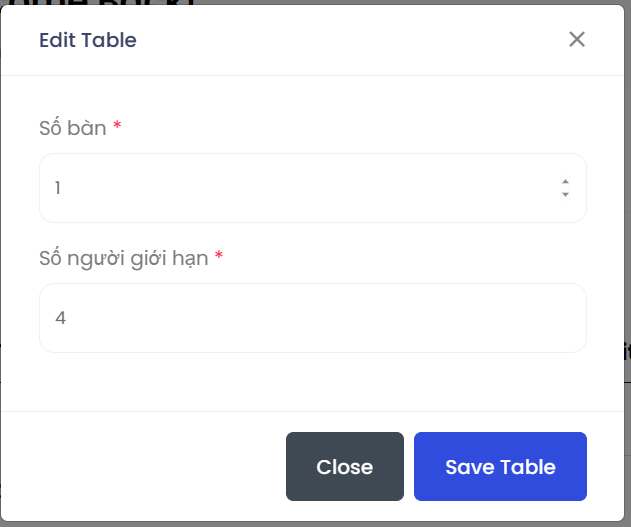 Edit Table
Số bàn *
1
Số người giới hạn *
4
Close
Save Table